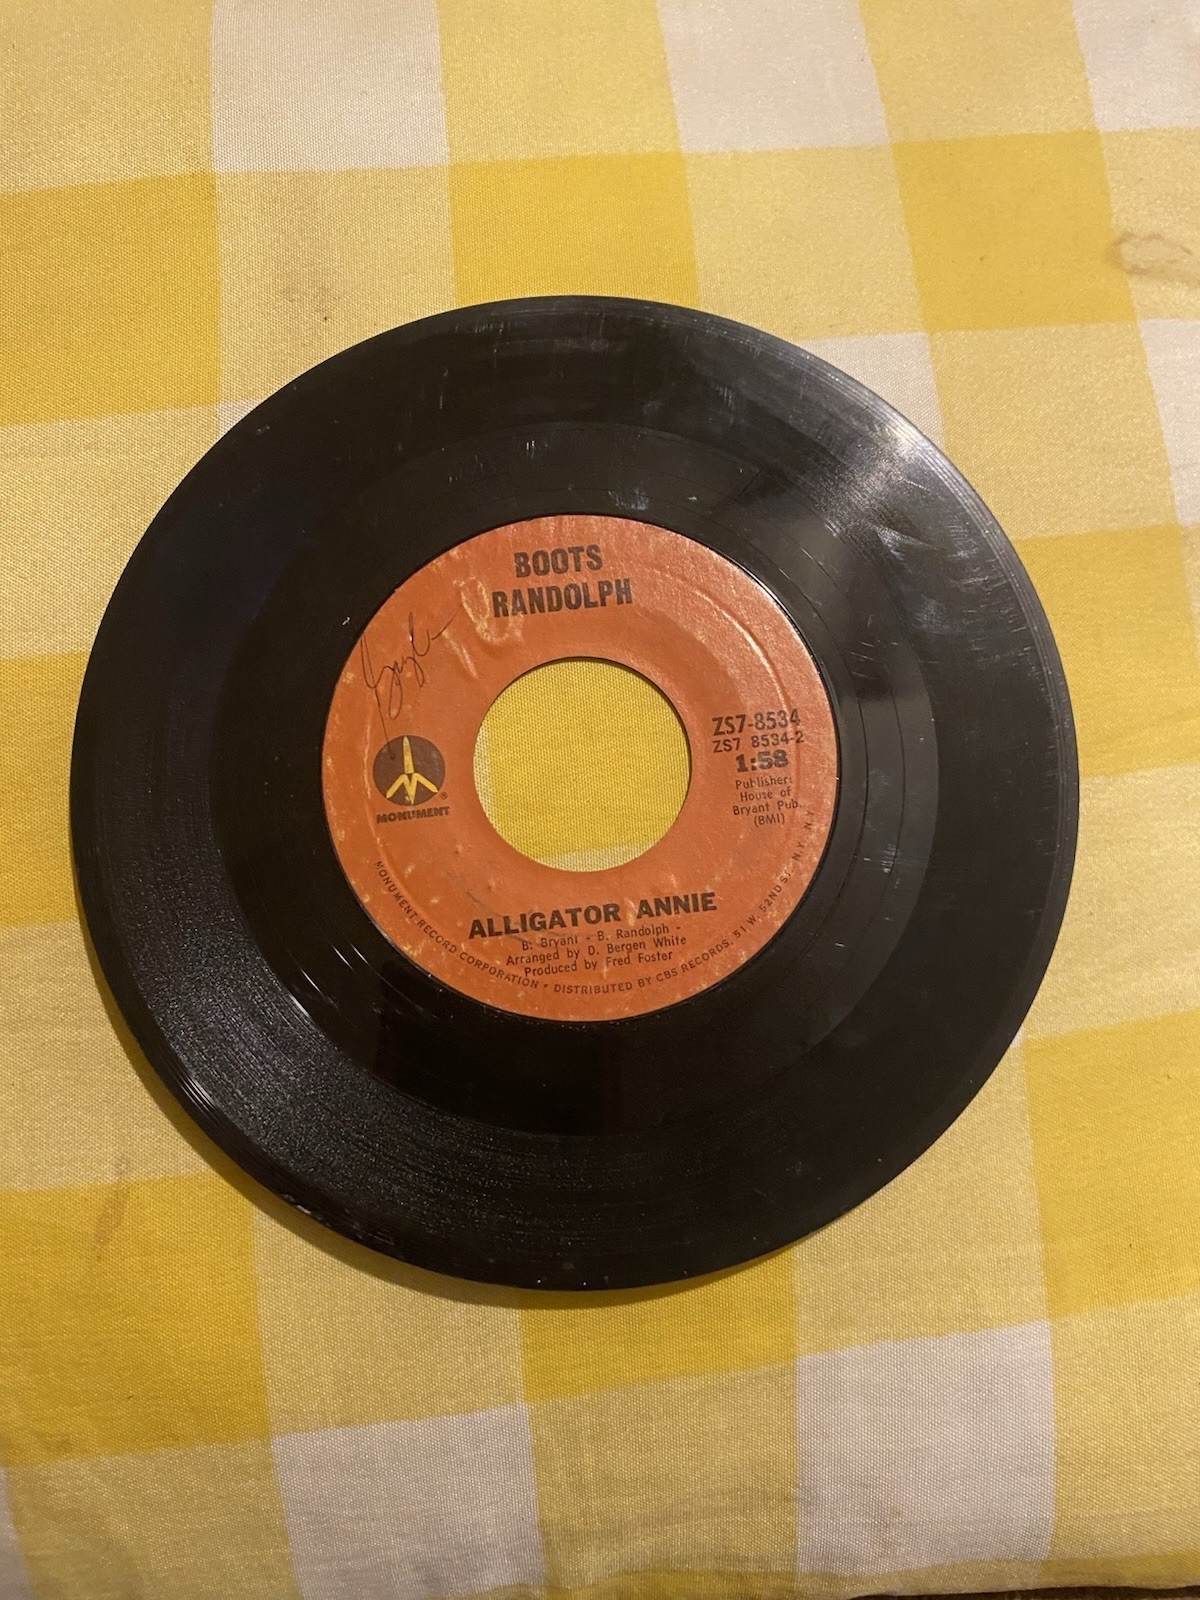 BOOTS
RANDOLPH
ZS7-8534
ZS7 8534-2
1:58
Publisher:
House of
Bryant Pub.
(BMI)
MONUMENT
ALLIGATOR ANNIE
B. Bryant - B. Randolph -
Arranged by D. Bergen White
Produced by Fred Foster
MONUMENT RECORD CORPORATION • DISTRIBUTED BY CBS RECORDS, 51 W. 52ND ST., N.Y., N.Y.